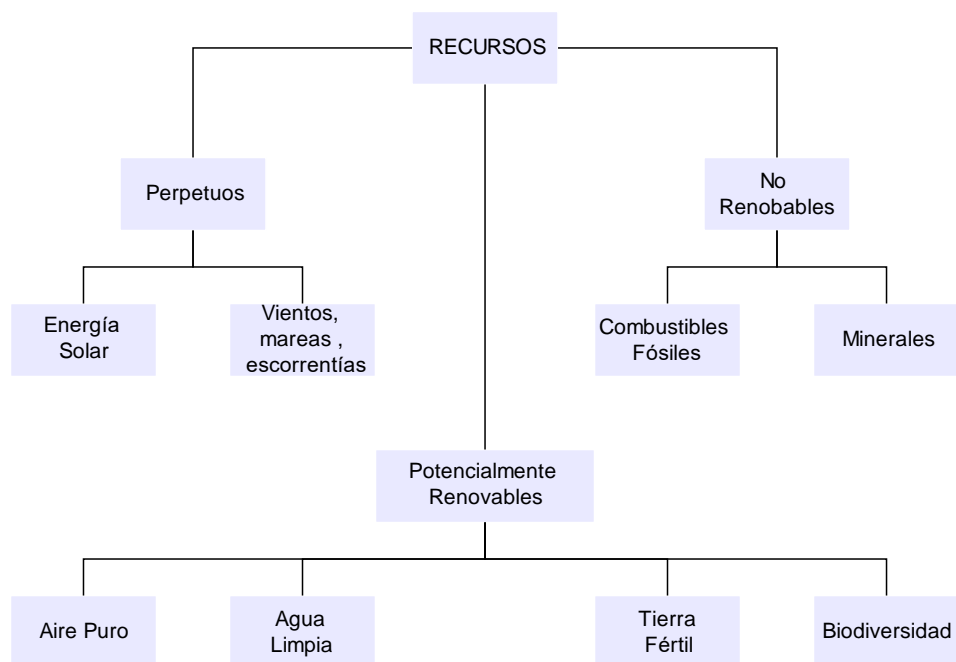 RECURSOS
Perpetuos
No
Renobables
Energía
Solar
Vientos,
mareas ,
escorrentías
Combustibles
Fósiles
Minerales
Potencialmente
Renovables
Aire Puro
Agua
Limpia
Tierra
Fértil
Biodiversidad